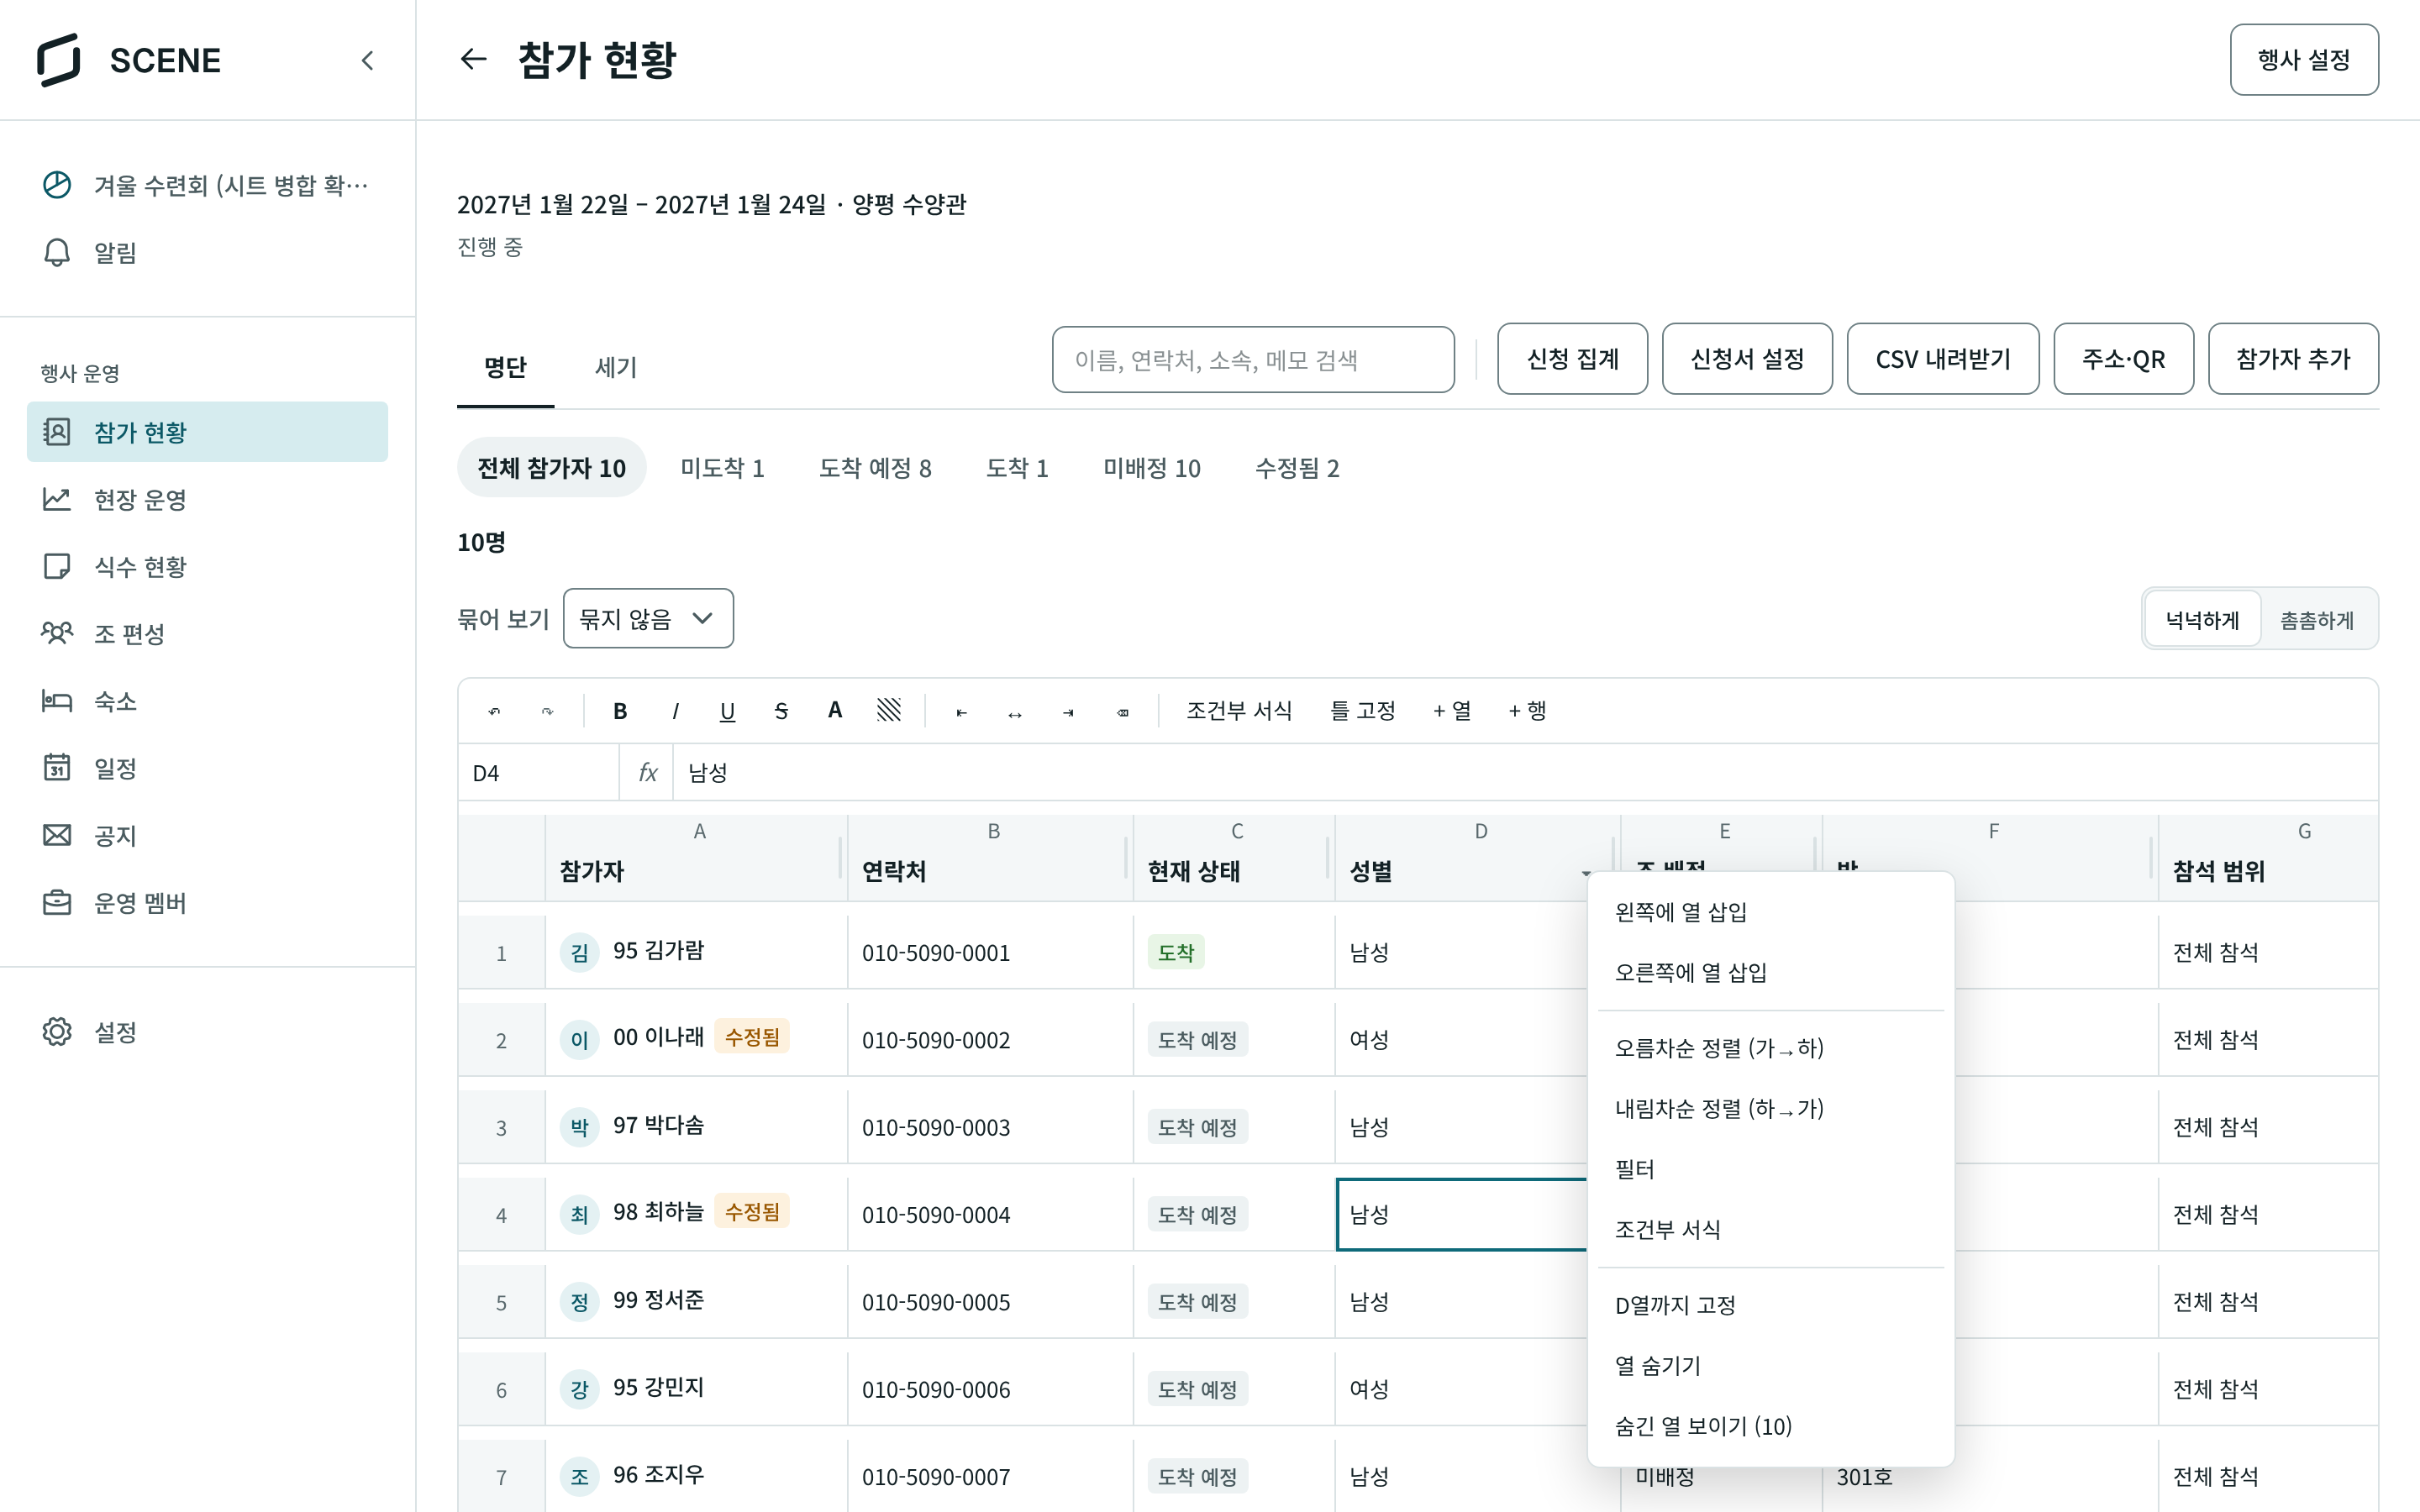 SCENE
참가 현황
행사 설정
겨울 수련회 (시트 병합 확…
알림
행사 운영
참가 현황
현장 운영
식수 현황
조 편성
숙소
일정
31
공지
운영 멤버
설정
2027년 1월 22일 – 2027년 1월 24일 · 양평 수양관
진행 중
명단 세기 이름, 연락처, 소속, 메모 검색 신청 집계 신청서 설정 CSV 내려받기 주소·QR 참가자 추가
전체 참가자 10 미도착 1 도착 예정 8 도착 1 미배정 10 수정됨 2
10명
묶어 보기 묶지 않음 넉넉하게 촘촘하게
B I U S A 조건부 서식 틀 고정 + 열 + 행
D4 fx 남성
A B C D E F G
참가자 연락처 현재 상태 성별 조 배정 방 참석 범위
1 김 95 김가람 010-5090-0001 도착 남성 전체 참석
2 이 00 이나래 수정됨 010-5090-0002 도착 예정 여성 전체 참석
3 박 97 박다솜 010-5090-0003 도착 예정 남성 전체 참석
4 최 98 최하늘 수정됨 010-5090-0004 도착 예정 남성 전체 참석
5 정 99 정서준 010-5090-0005 도착 예정 남성 전체 참석
6 강 95 강민지 010-5090-0006 도착 예정 여성 전체 참석
7 조 96 조지우 010-5090-0007 도착 예정 남성 미배정 301호 전체 참석
왼쪽에 열 삽입
오른쪽에 열 삽입
오름차순 정렬 (가→하)
내림차순 정렬 (하→가)
필터
조건부 서식
D열까지 고정
열 숨기기
숨긴 열 보이기 (10)